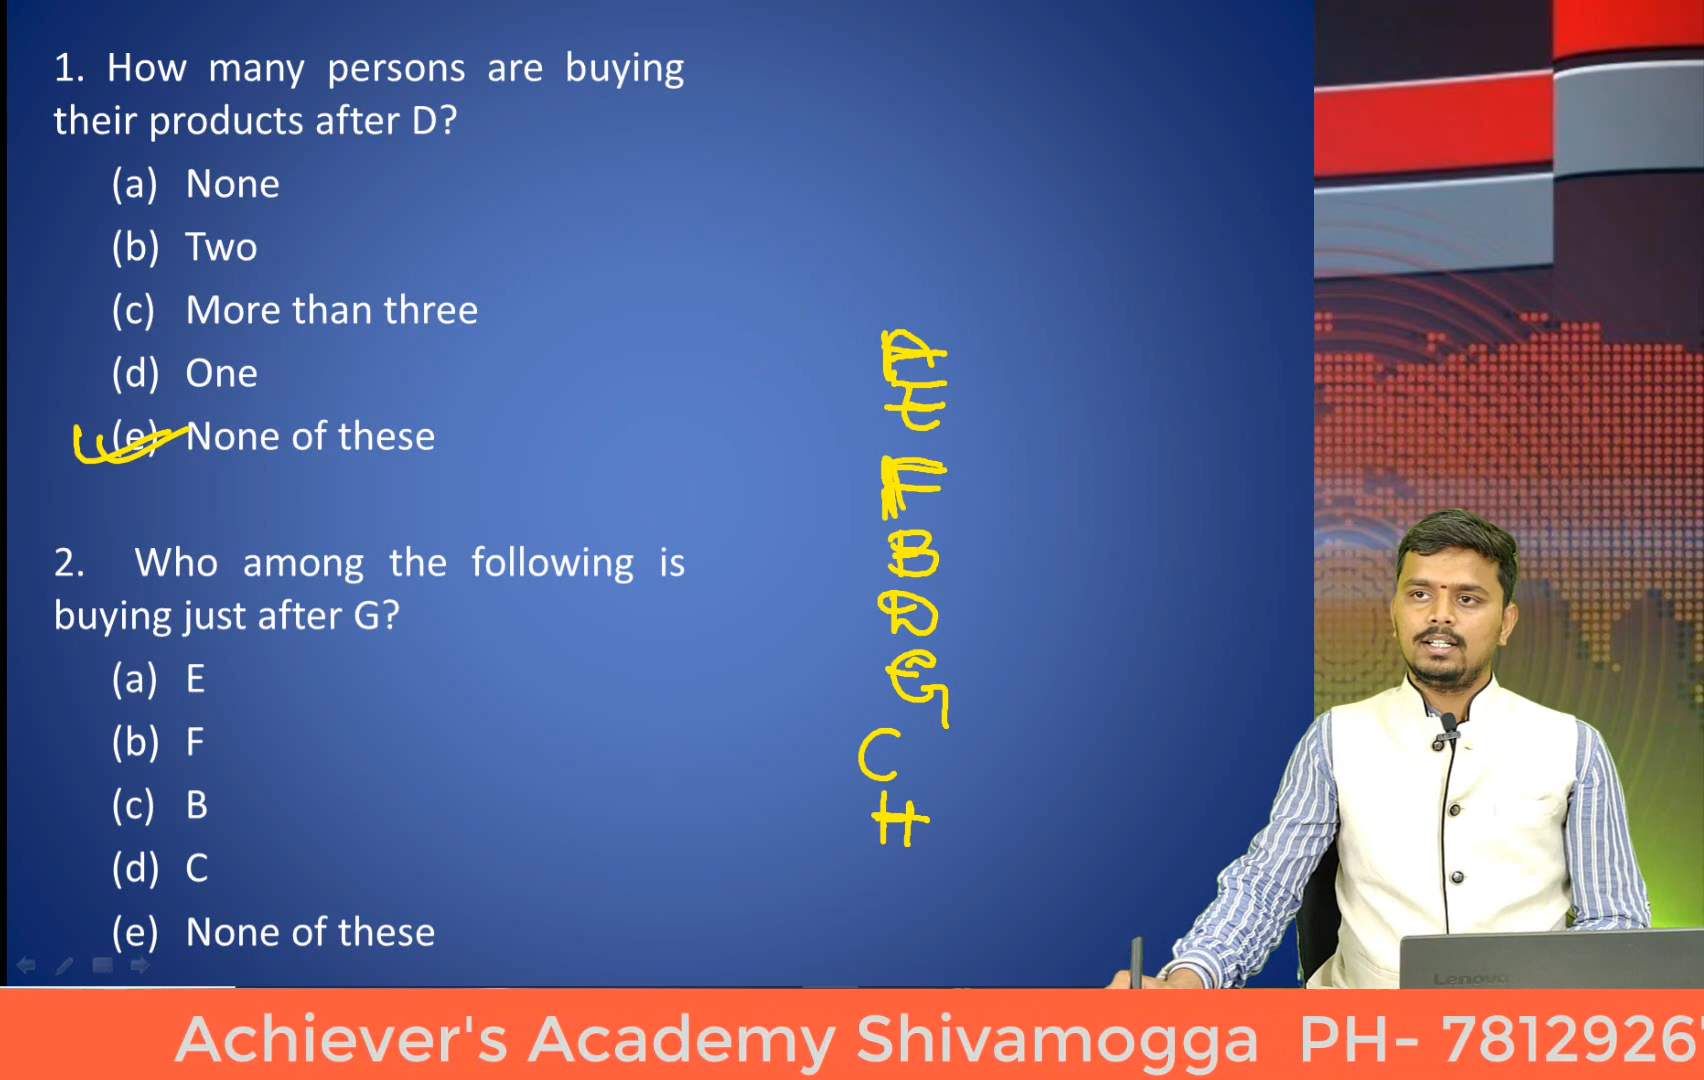 1. How many persons are buying
their products after D?
(a) None
(b) Two
(c) More than three
(d) One
(e) None of these
2. Who among the following is
buying just after G?
(a) E
(b) F
(c) B
(d) C
(e) None of these
B
D
G
C
H
Lenovo
Achiever's Academy Shivamogga PH- 7812926